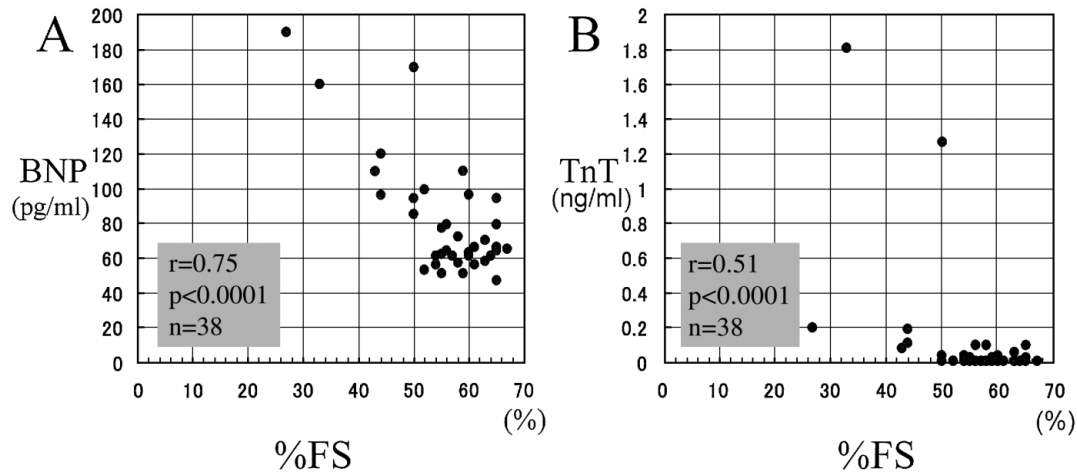 A
200
180
160
140
120
100
80
60
40
20
0
BNP
(pg/ml)
r=0.75
p<0.0001
n=38
0 10 20 30 40 50 60 70
(%)
%FS
B
2
1.8
1.6
1.4
1.2
1
0.8
0.6
0.4
0.2
0
TnT
(ng/ml)
r=0.51
p<0.0001
n=38
0 10 20 30 40 50 60 70
(%)
%FS